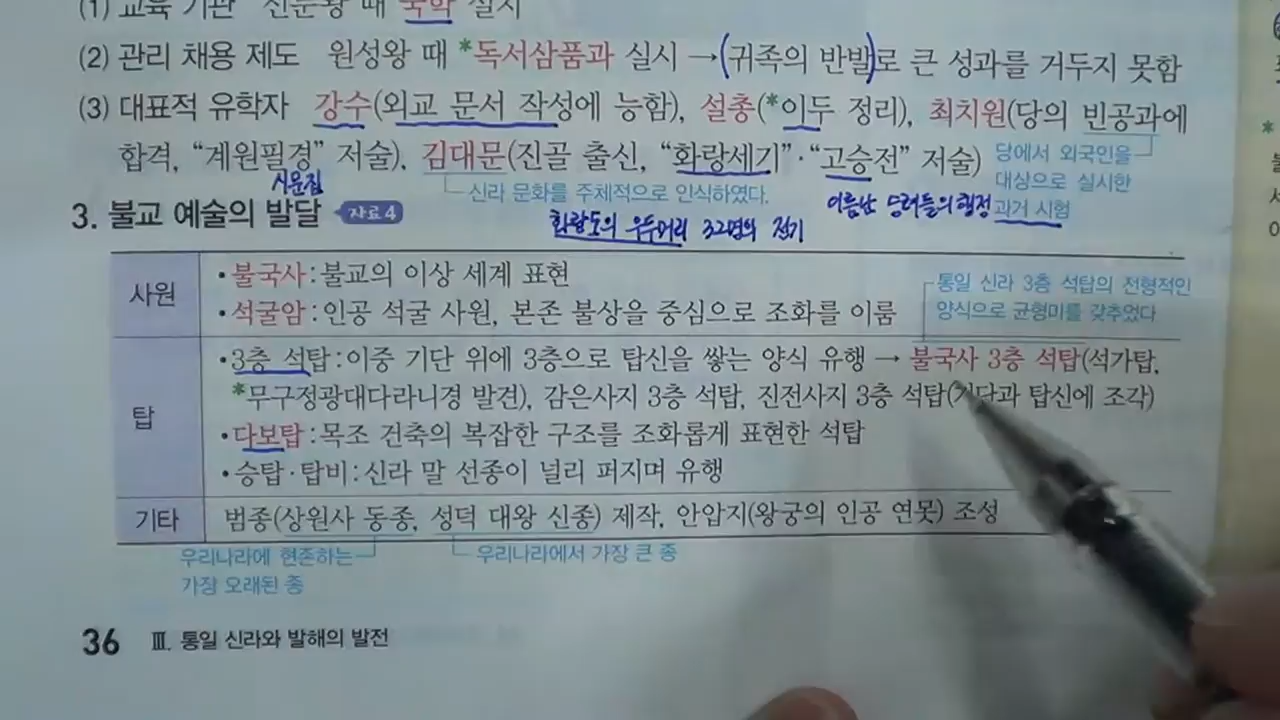 (1) 교육 기관 신문왕 때 국학 설치
(2) 관리 채용 제도 원성왕 때 *독서삼품과 실시 → (귀족의 반발)로 큰 성과를 거두지 못함
(3) 대표적 유학자 강수(외교 문서 작성에 능함), 설총(*이두 정리), 최치원(당의 빈공과에
합격, “계원필경” 저술), 김대문(진골 출신, “화랑세기”·“고승전” 저술)
당에서 외국인을
대상으로 실시한
과거 시험
시문집
신라 문화를 주체적으로 인식하였다.
이름난 승려들의 행정
화랑도의 우두머리 32명의 전기
3. 불교 예술의 발달 자료4
사원
• 불국사 : 불교의 이상 세계 표현
• 석굴암 : 인공 석굴 사원, 본존 불상을 중심으로 조화를 이룸
통일 신라 3층 석탑의 전형적인
양식으로 균형미를 갖추었다.
탑
• 3층 석탑 : 이중 기단 위에 3층으로 탑신을 쌓는 양식 유행 → 불국사 3층 석탑(석가탑,
*무구정광대다라니경 발견), 감은사지 3층 석탑, 진전사지 3층 석탑(기단과 탑신에 조각)
• 다보탑 : 목조 건축의 복잡한 구조를 조화롭게 표현한 석탑
• 승탑·탑비 : 신라 말 선종이 널리 퍼지며 유행
기타
범종(상원사 동종, 성덕 대왕 신종) 제작, 안압지(왕궁의 인공 연못) 조성
우리나라에 현존하는
가장 오래된 종
우리나라에서 가장 큰 종
36 Ⅲ. 통일 신라와 발해의 발전